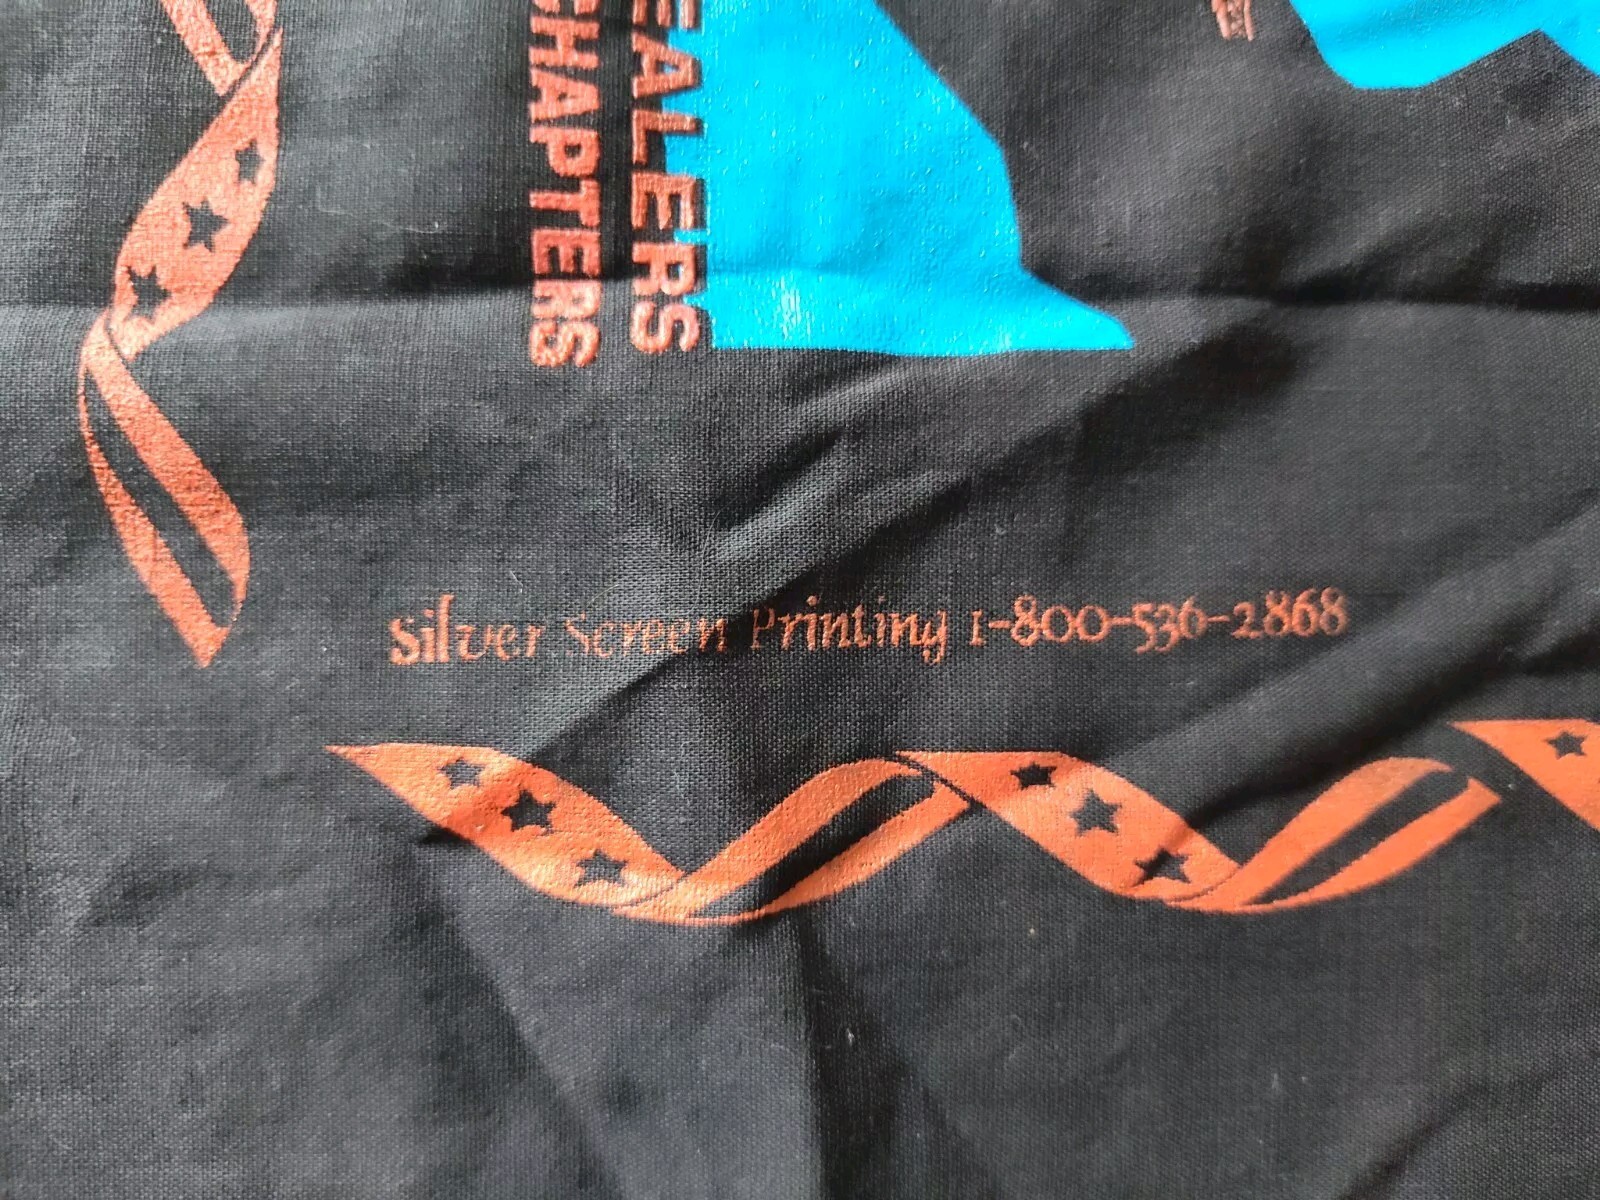 EALERS
CHAPTERS
Silver Screen Printing 1-800-536-2868